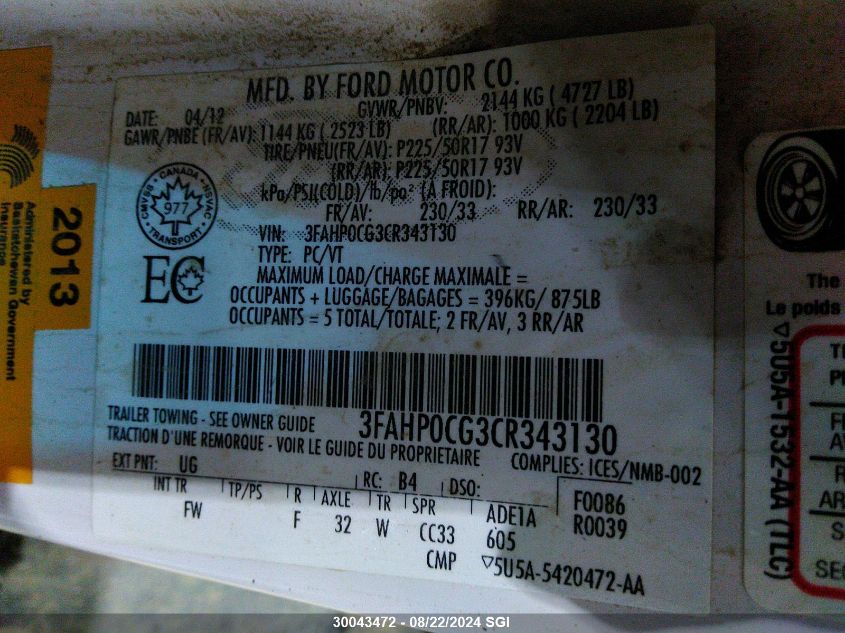 MFD. BY FORD MOTOR CO.
DATE: 04/12 GVWR/PNBV: 2144 KG ( 4727 LB)
GAWR/PNBE (FR/AV): 1144 KG ( 2523 LB) (RR/AR): 1000 KG ( 2204 LB)
TIRE/PNEU(FR/AV): P225/50R17 93V
(RR/AR): P225/50R17 93V
kPa/PSI(COLD)/lb/po² (A FROID):
FR/AV: 230/33 RR/AR: 230/33
VIN: 3FAHP0CG3CR343130
TYPE: PC/VT
MAXIMUM LOAD/CHARGE MAXIMALE =
OCCUPANTS + LUGGAGE/BAGAGES = 396KG/ 875LB
OCCUPANTS = 5 TOTAL/TOTALE; 2 FR/AV, 3 RR/AR
CANADA
CMVSS
NSVAC
977
TRANSPORT
EC
TRAILER TOWING - SEE OWNER GUIDE 3FAHP0CG3CR343130
TRACTION D'UNE REMORQUE - VOIR LE GUIDE DU PROPRIETAIRE COMPLIES: ICES/NMB-002
EXT PNT: UG RC: B4 DSO: F0086
INT TR TP/PS R AXLE TR SPR ADE1A R0039
FW F 32 W CC33 605
CMP ▽5U5A-5420472-AA
2013
Administered by
Saskatchewan Government
Insurance
The
Le poids
▽5U5A-1532-AA (TLC)
30043472 - 08/22/2024 SGI